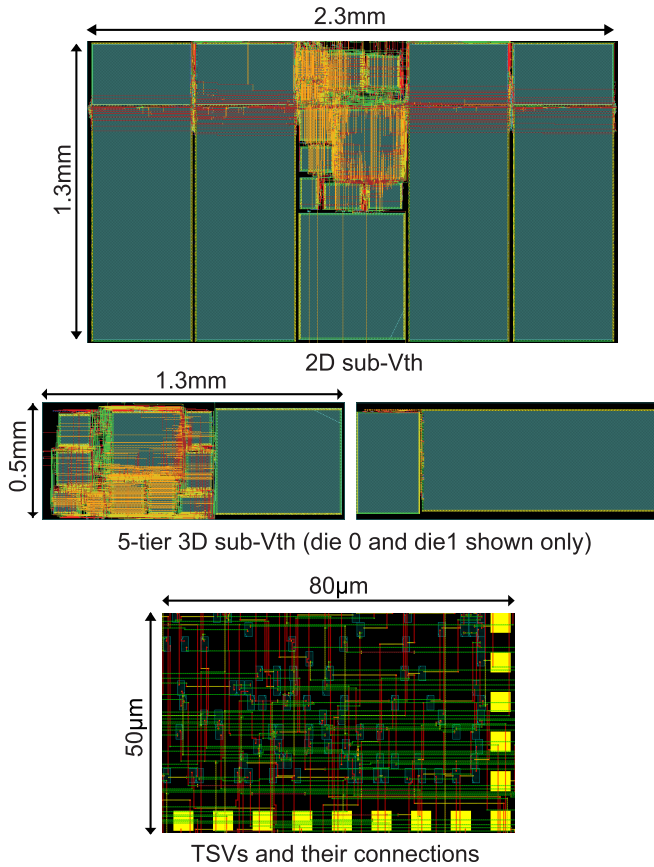 2.3mm
1.3mm
2D sub-Vth
1.3mm
0.5mm
5-tier 3D sub-Vth (die 0 and die1 shown only)
80µm
50µm
TSVs and their connections